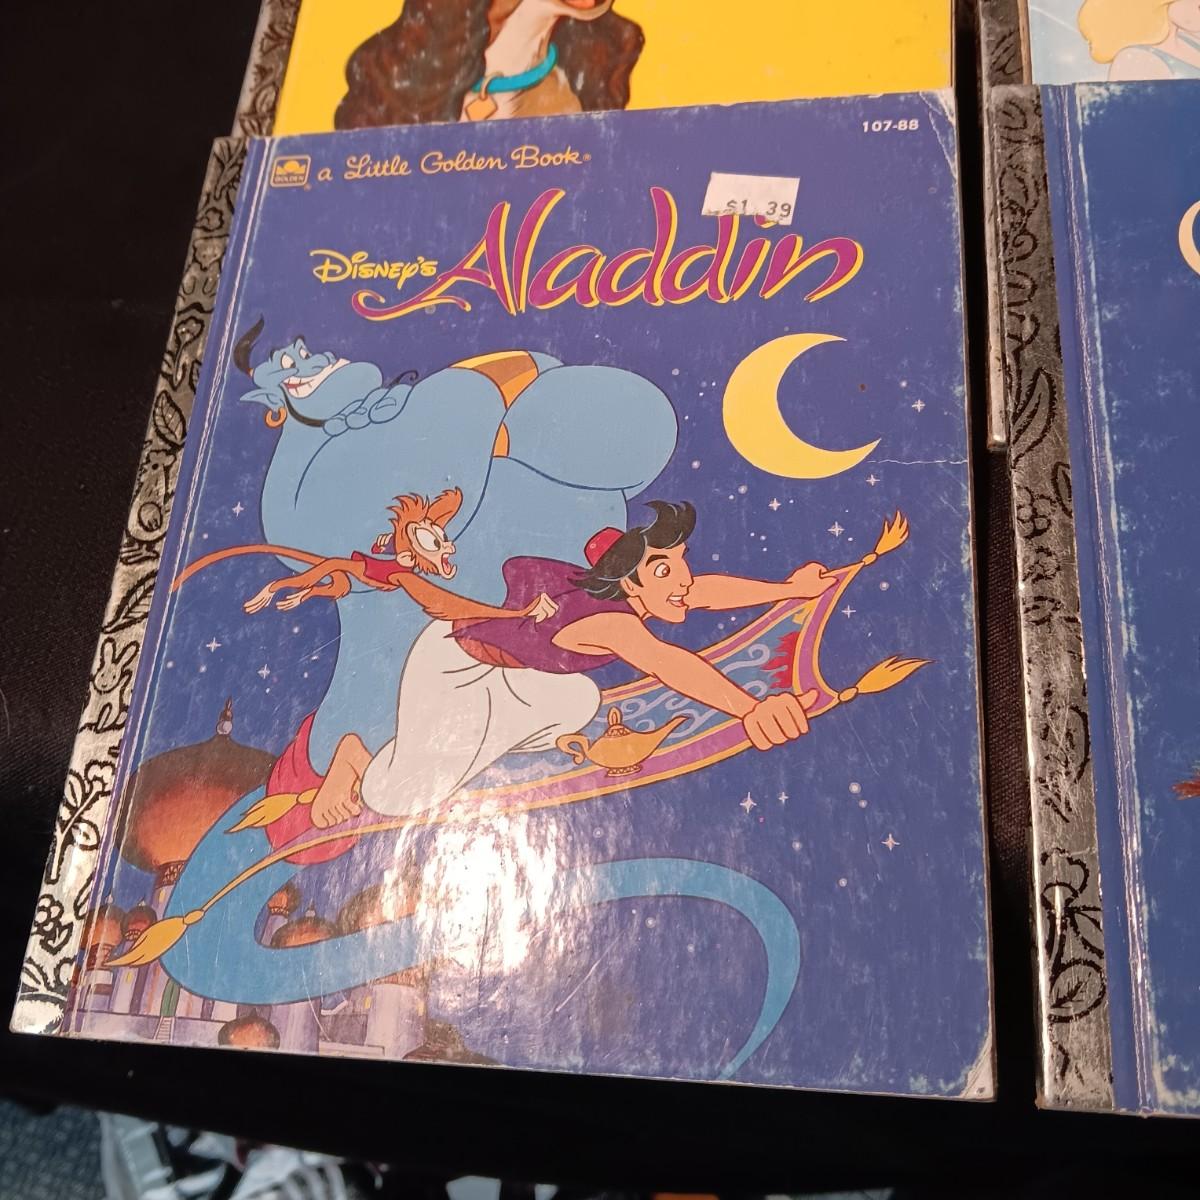 107-88
GOLDEN
a Little Golden Book®
$1.39
Disney's Aladdin